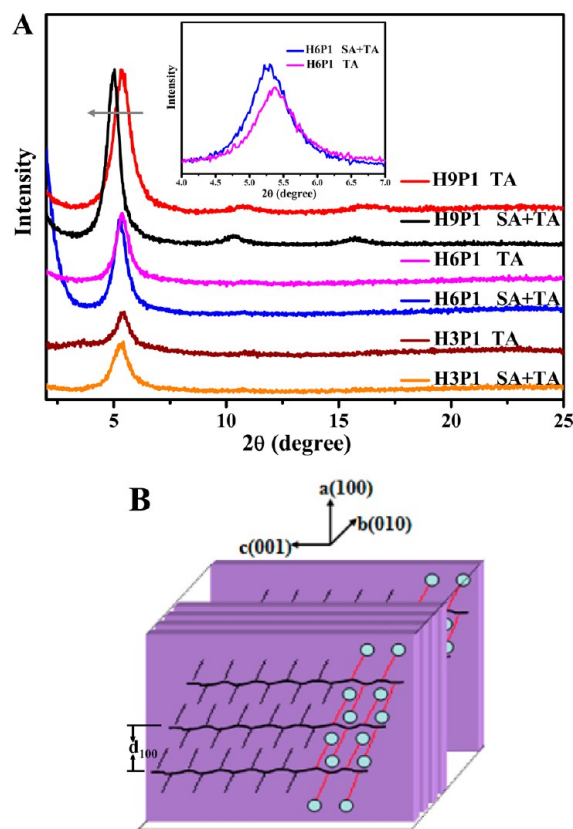 A
Intensity
Intensity
H6P1 SA+TA
H6P1 TA
4.0 4.5 5.0 5.5 6.0 6.5 7.0
2θ (degree)
H9P1 TA
H9P1 SA+TA
H6P1 TA
H6P1 SA+TA
H3P1 TA
H3P1 SA+TA
5 10 15 20 25
2θ (degree)
B
a(100)
b(010)
c(001)
d100